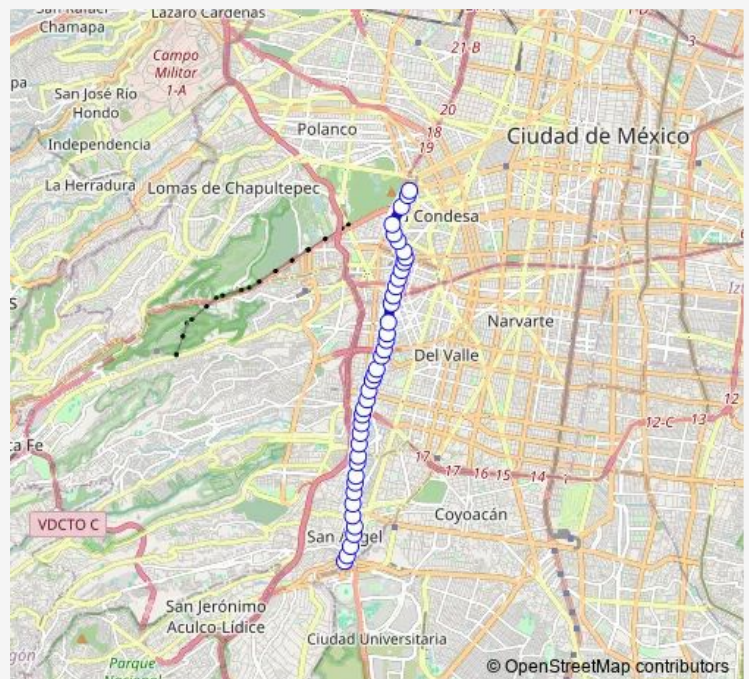 Lázaro Cárdenas
Chamapa
21-B
3
Campo
Militar
1-A
San José Río
Hondo
20
Polanco
18
Ciudad de México
Independencia
19
La Herradura
Lomas de Chapultepec
Condesa
Narvarte
Del Valle
12
12-C
13
17
17
16
15
14
VDCTO C
Coyoacán
San Ángel
San Jerónimo
Aculco-Lídice
Ciudad Universitaria
Parque
© OpenStreetMap contributors